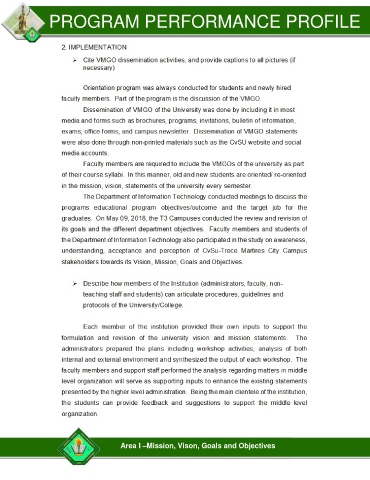 PROGRAM PERFORMANCE PROFILE
2. IMPLEMENTATION
➢ Cite VMGO dissemination activities, and provide captions to all pictures (if
necessary)
Orientation program was always conducted for students and newly hired
faculty members. Part of the program is the discussion of the VMGO.
Dissemination of VMGO of the University was done by including it in most
media and forms such as brochures, programs, invitations, bulletin of information,
exams, office forms, and campus newsletter. Dissemination of VMGO statements
were also done through non-printed materials such as the CvSU website and social
media accounts.
Faculty members are required to include the VMGOs of the university as part
of their course syllabi. In this manner, old and new students are oriented/ re-oriented
in the mission, vision, statements of the university every semester.
The Department of Information Technology conducted meetings to discuss the
programs educational program objectives/outcome and the target job for the
graduates. On May 09, 2018, the T3 Campuses conducted the review and revision of
its goals and the different department objectives. Faculty members and students of
the Department of Information Technology also participated in the study on awareness,
understanding, acceptance and perception of CvSu-Trece Martires City Campus
stakeholders towards its Vision, Mission, Goals and Objectives.
➢ Describe how members of the Institution (administrators, faculty, non-
teaching staff and students) can articulate procedures, guidelines and
protocols of the University/College.
Each member of the institution provided their own inputs to support the
formulation and revision of the university vision and mission statements. The
administrators prepared the plans including workshop activities, analysis of both
internal and external environment and synthesized the output of each workshop. The
faculty members and support staff performed the analysis regarding matters in middle
level organization will serve as supporting inputs to enhance the existing statements
presented by the higher level administration. Being the main clientele of the institution,
the students can provide feedback and suggestions to support the middle level
organization.
Area I –Mission, Vison, Goals and Objectives